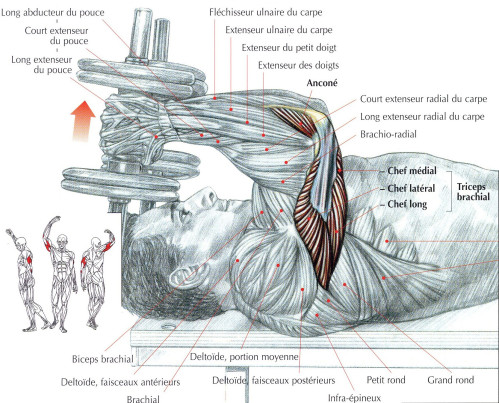 Long abducteur du pouce
Court extenseur
du pouce
Long extenseur
du pouce
Fléchisseur ulnaire du carpe
Extenseur ulnaire du carpe
Extenseur du petit doigt
Extenseur des doigts
Anconé
Court extenseur radial du carpe
Long extenseur radial du carpe
Brachio-radial
Chef médial
Chef latéral
Chef long
Triceps
brachial
Biceps brachial
Deltoïde, faisceaux antérieurs
Brachial
Deltoïde, portion moyenne
Deltoïde, faisceaux postérieurs
Infra-épineux
Petit rond
Grand rond